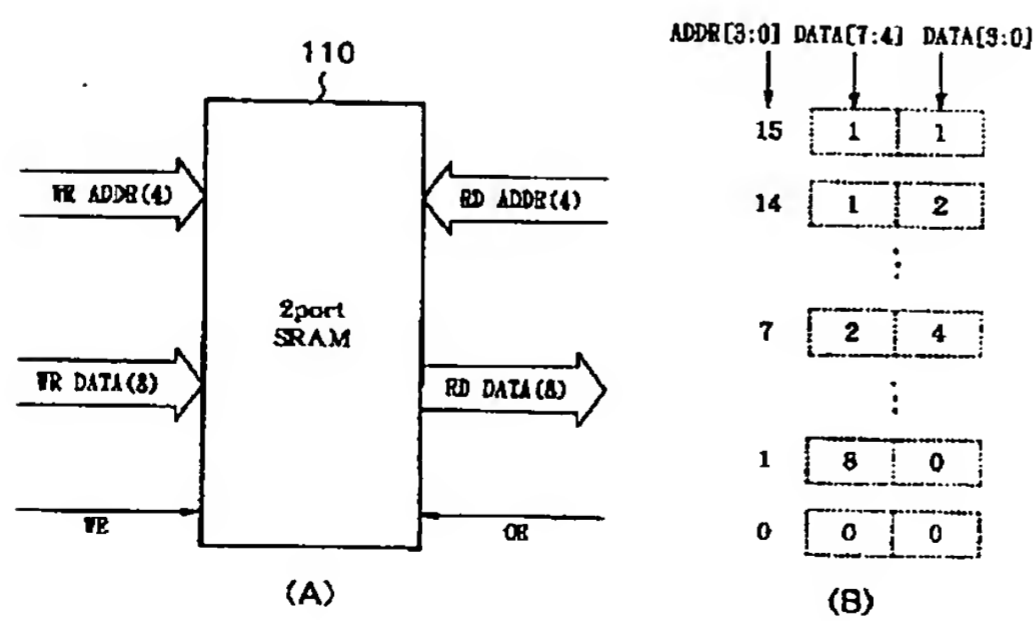 110
WR ADDR(4)
RD ADDR(4)
2port
SRAM
WR DATA(8)
RD DATA(8)
WE
OE
(A)
ADDR[3:0] DATA[7:4] DATA[3:0]
15 1 1
14 1 2
7 2 4
1 8 0
0 0 0
(B)